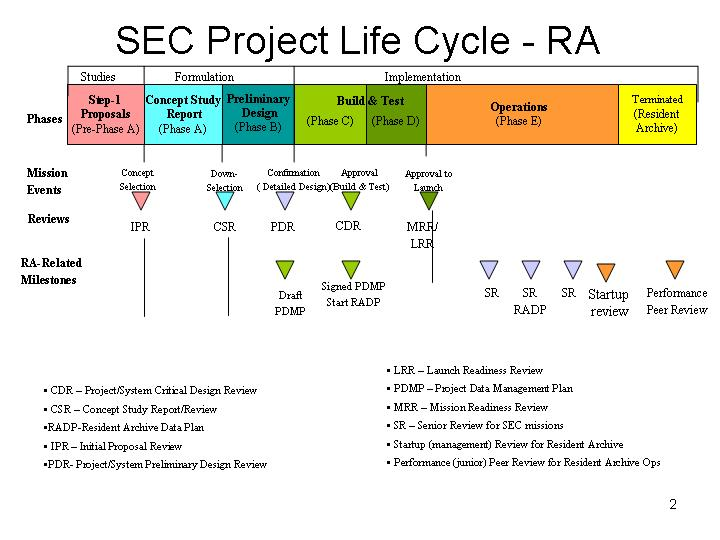 SEC Project Life Cycle - RA
Studies Formulation Implementation
Phases
Step-1
Proposals
(Pre-Phase A)
Concept Study
Report
(Phase A)
Preliminary
Design
(Phase B)
Build & Test
(Phase C) (Phase D)
Operations
(Phase E)
Terminated
(Resident
Archive)
Mission
Events
Concept
Selection
Down-
Selection
Confirmation
( Detailed Design)
Approval
(Build & Test)
Approval to
Launch
Reviews
IPR
CSR
PDR
CDR
MRR/
LRR
RA-Related
Milestones
Draft
PDMP
Signed PDMP
Start RADP
SR
SR
RADP
SR
Startup
review
Performance
Peer Review
• CDR – Project/System Critical Design Review
• CSR – Concept Study Report/Review
•RADP-Resident Archive Data Plan
• IPR – Initial Proposal Review
•PDR- Project/System Preliminary Design Review
• LRR – Launch Readiness Review
• PDMP – Project Data Management Plan
• MRR – Mission Readiness Review
• SR – Senior Review for SEC missions
• Startup (management) Review for Resident Archive
• Performance (junior) Peer Review for Resident Archive Ops
2